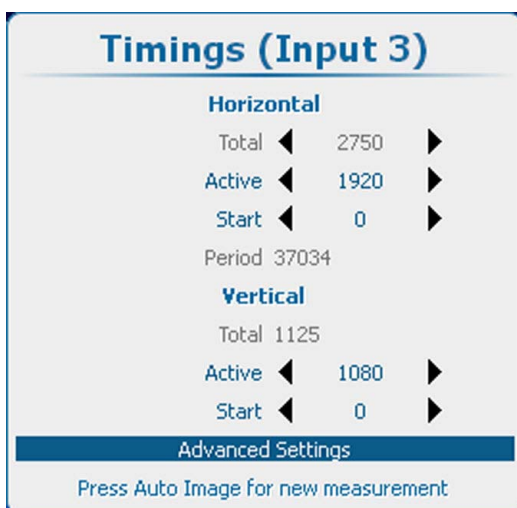 Timings (Input 3)
Horizontal
Total 2750
Active 1920
Start 0
Period 37034
Vertical
Total 1125
Active 1080
Start 0
Advanced Settings
Press Auto Image for new measurement